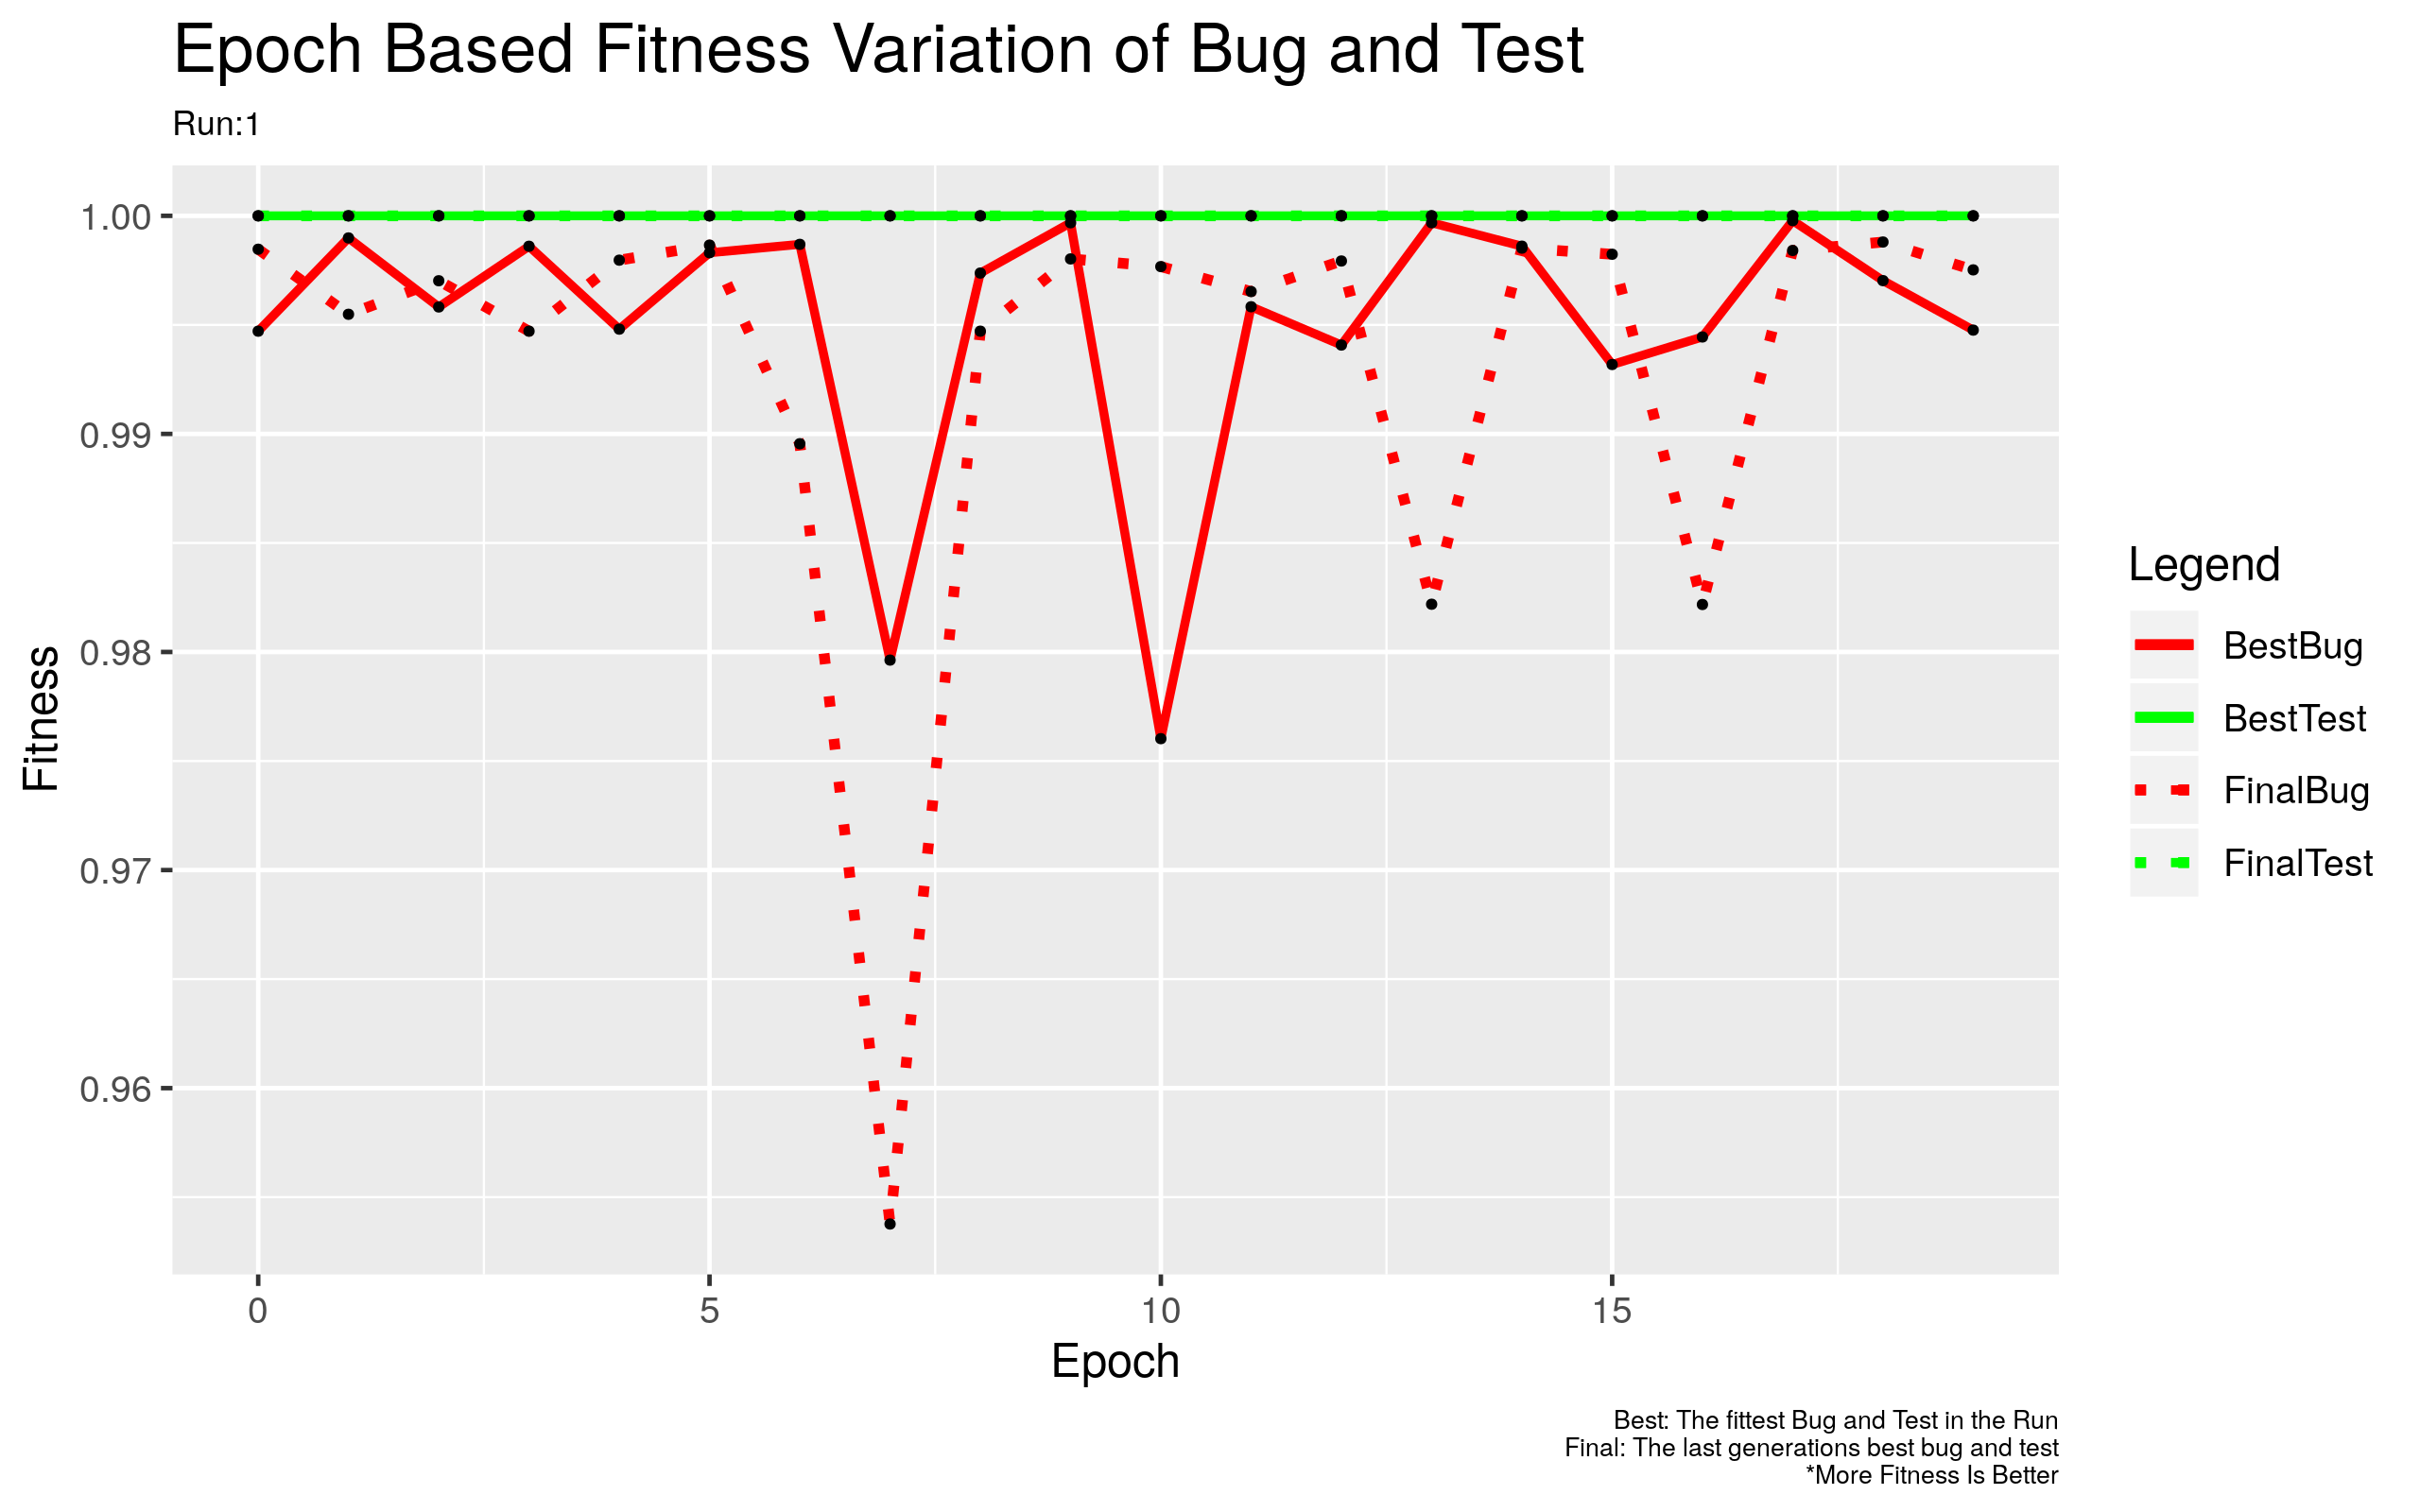 Epoch Based Fitness Variation of Bug and Test
Run:1
1.00
0.99
0.98
0.97
0.96
Fitness
0 5 10 15
Epoch
Legend
BestBug
BestTest
FinalBug
FinalTest
Best: The fittest Bug and Test in the Run
Final: The last generations best bug and test
*More Fitness Is Better